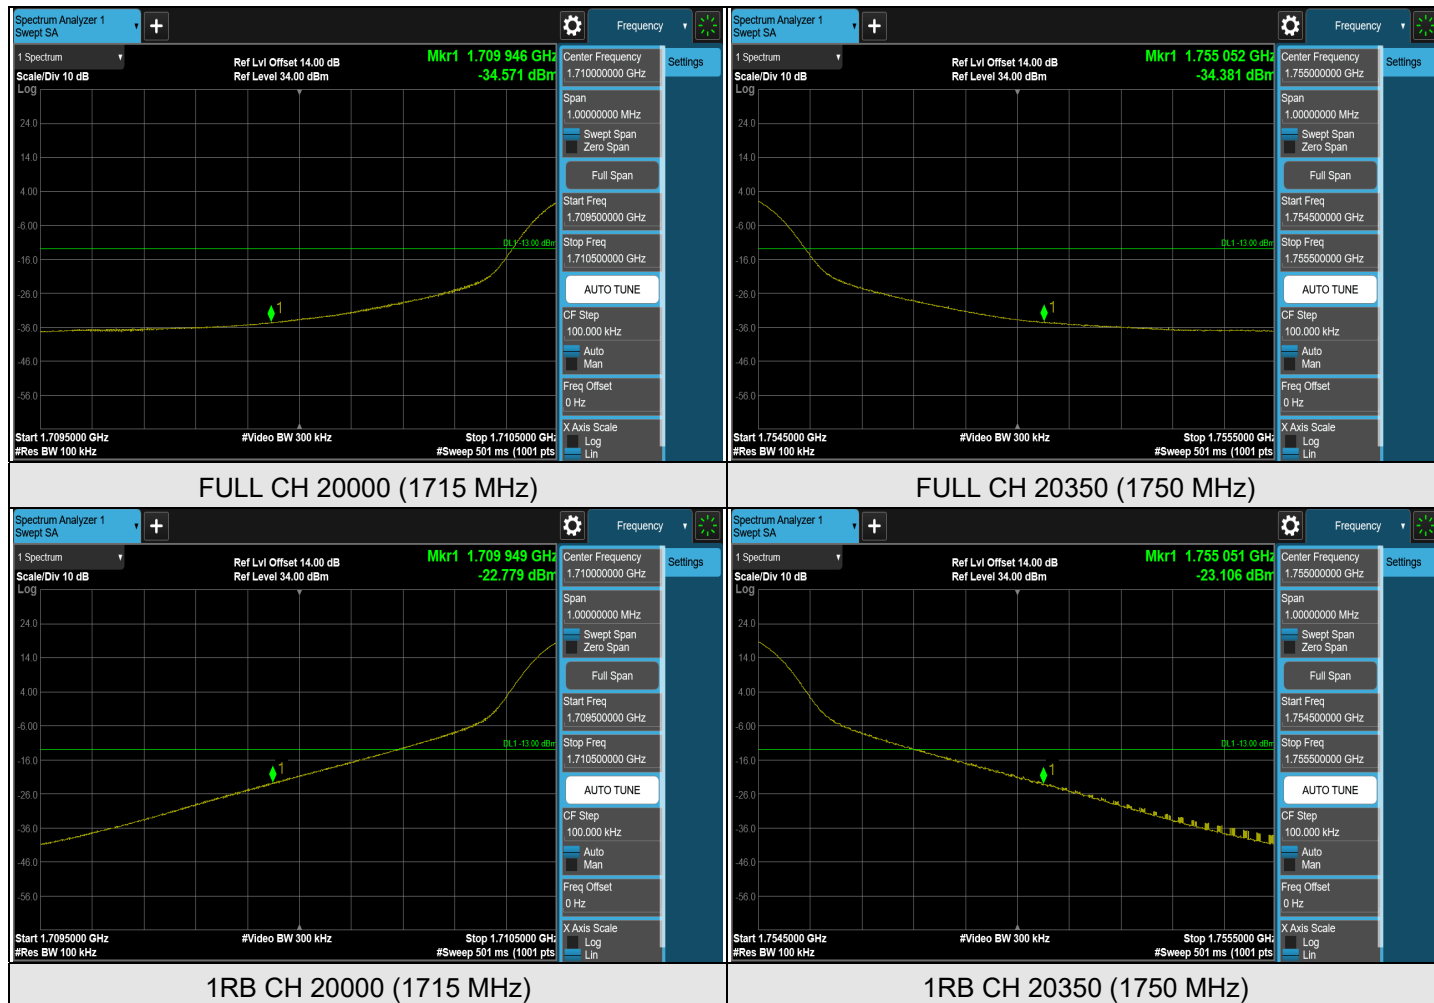 Spectrum Analyzer 1
Swept SA
+
Frequency
1 Spectrum
Scale/Div 10 dB
Ref Lvl Offset 14.00 dB
Ref Level 34.00 dBm
Mkr1 1.709 946 GHz
-34.571 dBm
Log
24.0
14.0
4.00
-6.00
-16.0
-26.0
-36.0
-46.0
-56.0
DL1 -13.00 dBm
1
Start 1.7095000 GHz
#Res BW 100 kHz
#Video BW 300 kHz
Stop 1.7105000 GHz
#Sweep 501 ms (1001 pts
Center Frequency
1.710000000 GHz
Settings
Span
1.00000000 MHz
Swept Span
Zero Span
Full Span
Start Freq
1.709500000 GHz
Stop Freq
1.710500000 GHz
AUTO TUNE
CF Step
100.000 kHz
Auto
Man
Freq Offset
0 Hz
X Axis Scale
Log
Lin
FULL CH 20000 (1715 MHz)
Spectrum Analyzer 1
Swept SA
+
Frequency
1 Spectrum
Scale/Div 10 dB
Ref Lvl Offset 14.00 dB
Ref Level 34.00 dBm
Mkr1 1.755 052 GHz
-34.381 dBm
Log
24.0
14.0
4.00
-6.00
-16.0
-26.0
-36.0
-46.0
-56.0
DL1 -13.00 dBm
1
Start 1.7545000 GHz
#Res BW 100 kHz
#Video BW 300 kHz
Stop 1.7555000 GHz
#Sweep 501 ms (1001 pts
Center Frequency
1.755000000 GHz
Settings
Span
1.00000000 MHz
Swept Span
Zero Span
Full Span
Start Freq
1.754500000 GHz
Stop Freq
1.755500000 GHz
AUTO TUNE
CF Step
100.000 kHz
Auto
Man
Freq Offset
0 Hz
X Axis Scale
Log
Lin
FULL CH 20350 (1750 MHz)
Spectrum Analyzer 1
Swept SA
+
Frequency
1 Spectrum
Scale/Div 10 dB
Ref Lvl Offset 14.00 dB
Ref Level 34.00 dBm
Mkr1 1.709 949 GHz
-22.779 dBm
Log
24.0
14.0
4.00
-6.00
-16.0
-26.0
-36.0
-46.0
-56.0
DL1 -13.00 dBm
1
Start 1.7095000 GHz
#Res BW 100 kHz
#Video BW 300 kHz
Stop 1.7105000 GHz
#Sweep 501 ms (1001 pts
Center Frequency
1.710000000 GHz
Settings
Span
1.00000000 MHz
Swept Span
Zero Span
Full Span
Start Freq
1.709500000 GHz
Stop Freq
1.710500000 GHz
AUTO TUNE
CF Step
100.000 kHz
Auto
Man
Freq Offset
0 Hz
X Axis Scale
Log
Lin
1RB CH 20000 (1715 MHz)
Spectrum Analyzer 1
Swept SA
+
Frequency
1 Spectrum
Scale/Div 10 dB
Ref Lvl Offset 14.00 dB
Ref Level 34.00 dBm
Mkr1 1.755 051 GHz
-23.106 dBm
Log
24.0
14.0
4.00
-6.00
-16.0
-26.0
-36.0
-46.0
-56.0
DL1 -13.00 dBm
1
Start 1.7545000 GHz
#Res BW 100 kHz
#Video BW 300 kHz
Stop 1.7555000 GHz
#Sweep 501 ms (1001 pts
Center Frequency
1.755000000 GHz
Settings
Span
1.00000000 MHz
Swept Span
Zero Span
Full Span
Start Freq
1.754500000 GHz
Stop Freq
1.755500000 GHz
AUTO TUNE
CF Step
100.000 kHz
Auto
Man
Freq Offset
0 Hz
X Axis Scale
Log
Lin
1RB CH 20350 (1750 MHz)